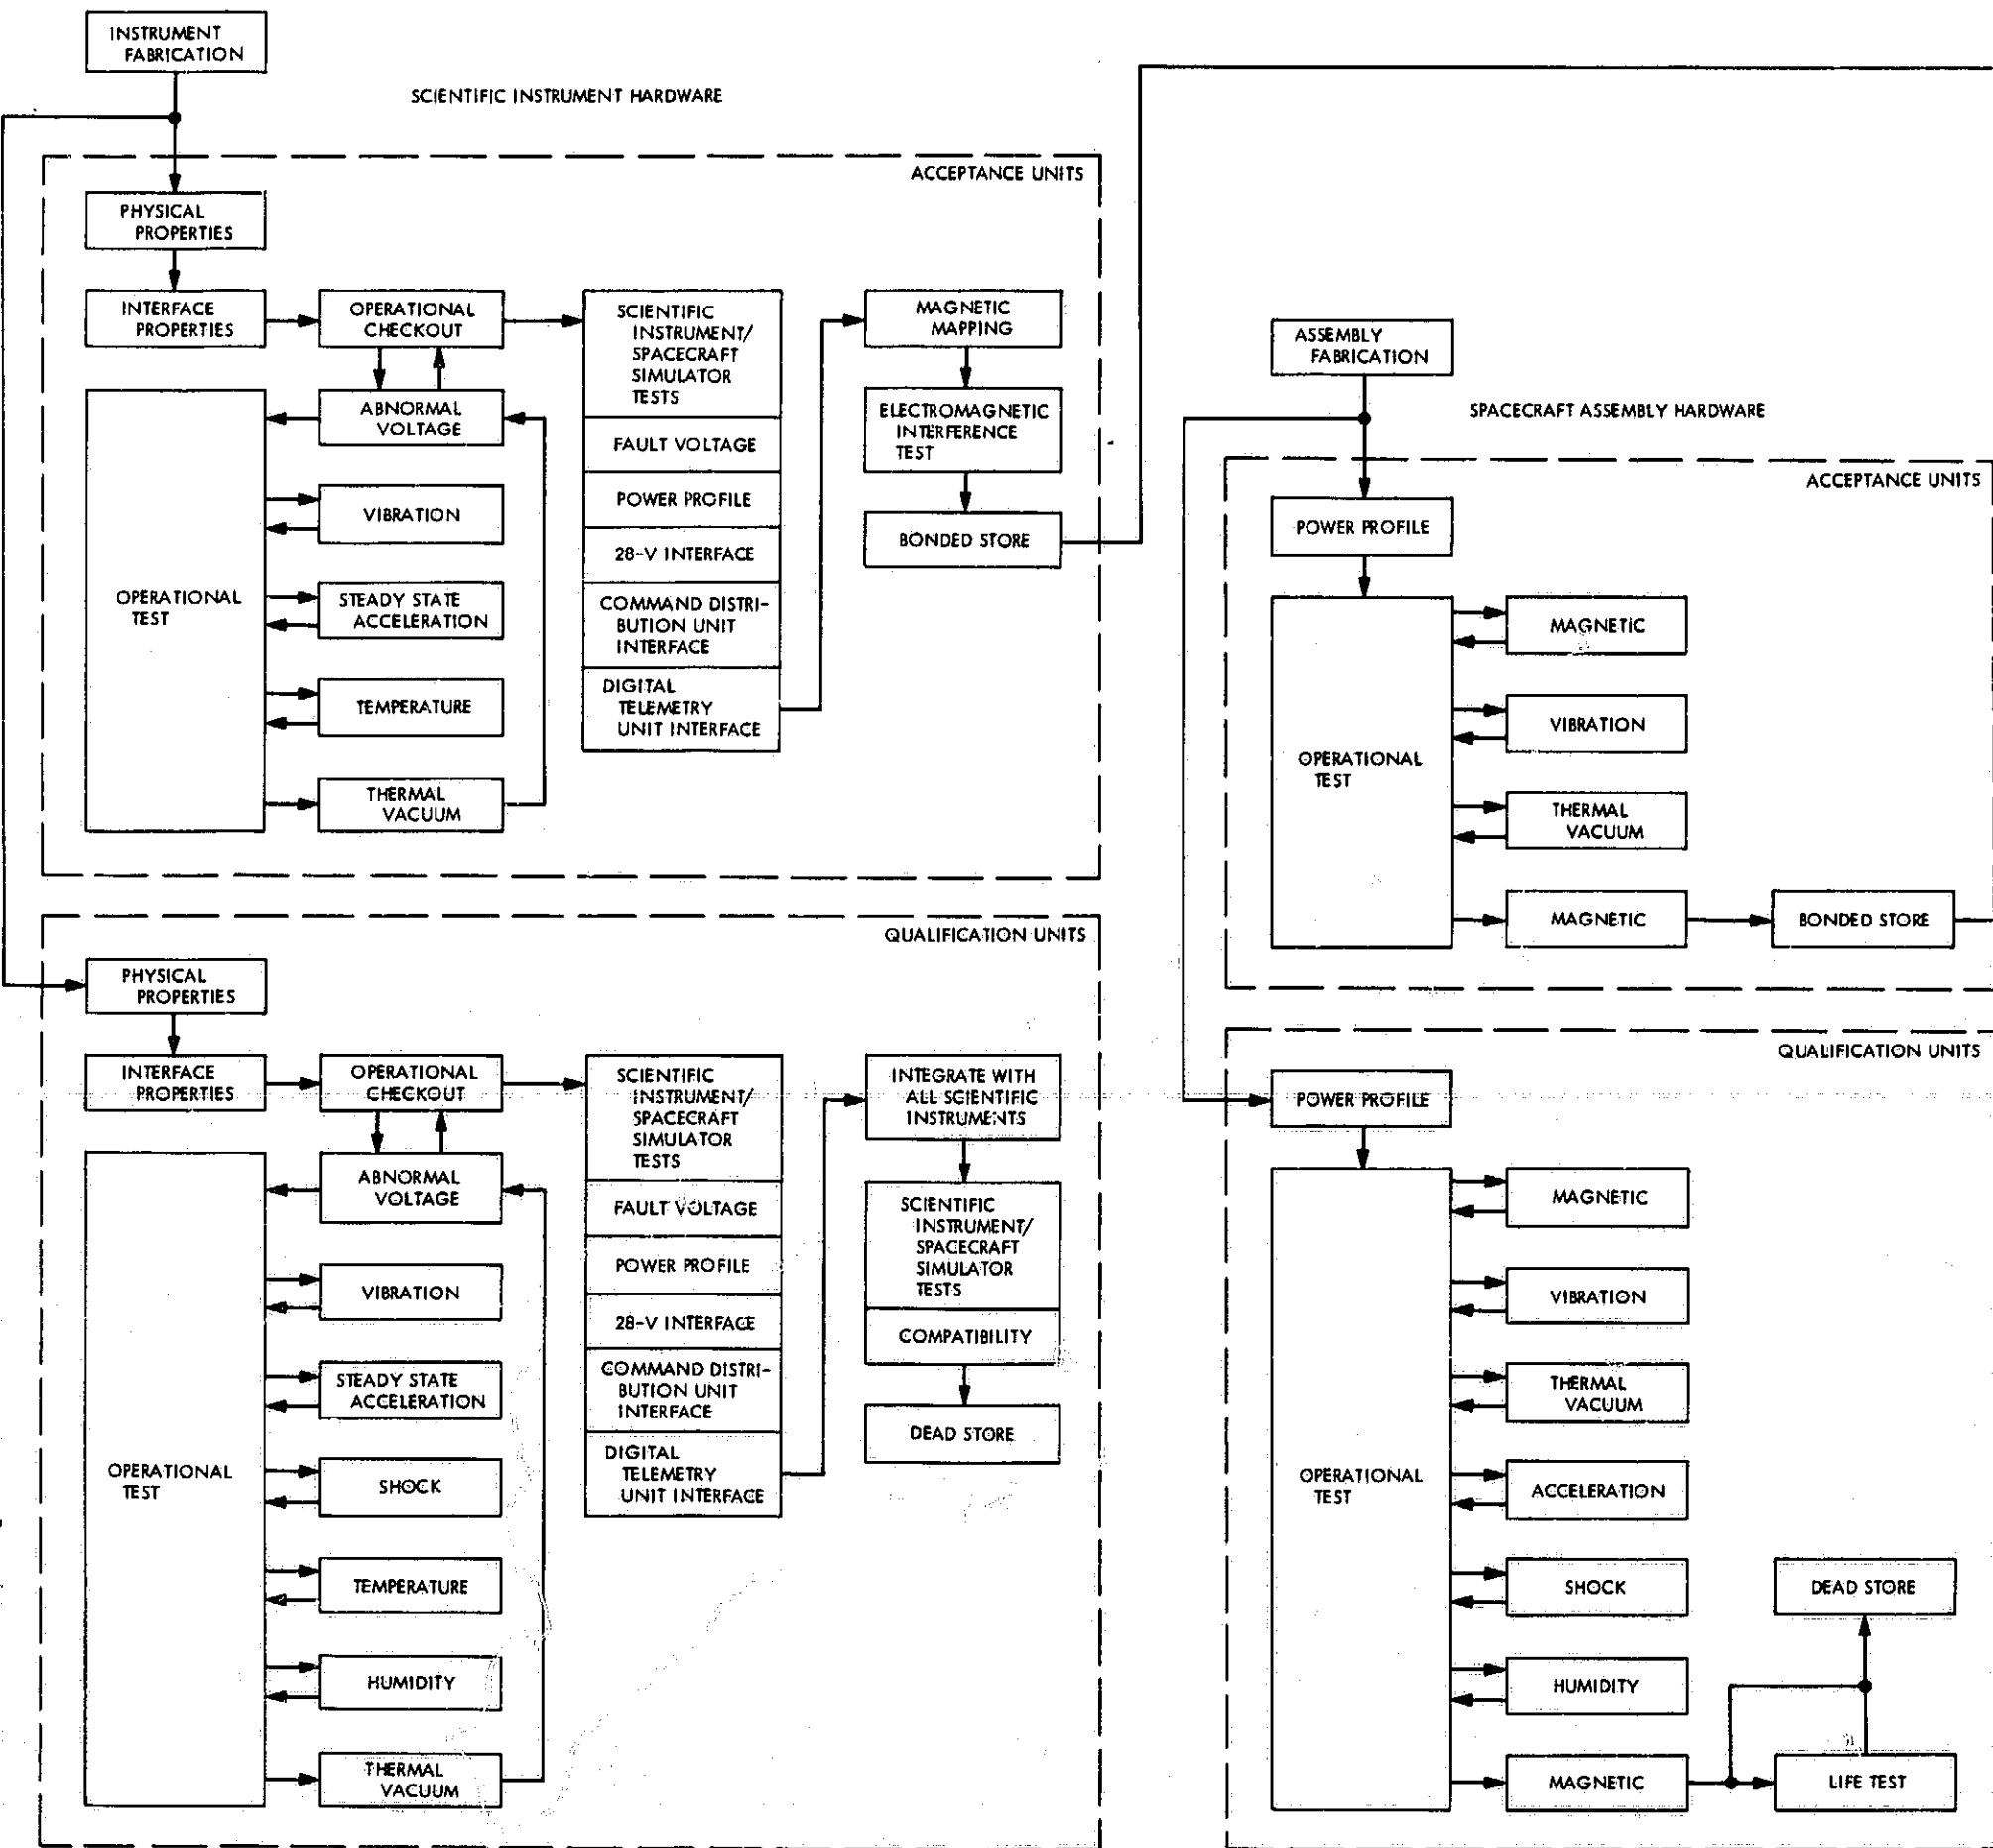 INSTRUMENT
FABRICATION
SCIENTIFIC INSTRUMENT HARDWARE
ACCEPTANCE UNITS
PHYSICAL
PROPERTIES
INTERFACE
PROPERTIES
OPERATIONAL
CHECKOUT
ABNORMAL
VOLTAGE
OPERATIONAL
TEST
VIBRATION
STEADY STATE
ACCELERATION
TEMPERATURE
THERMAL
VACUUM
SCIENTIFIC
INSTRUMENT/
SPACECRAFT
SIMULATOR
TESTS
FAULT VOLTAGE
POWER PROFILE
28-V INTERFACE
COMMAND DISTRI-
BUTION UNIT
INTERFACE
DIGITAL
TELEMETRY
UNIT INTERFACE
MAGNETIC
MAPPING
ELECTROMAGNETIC
INTERFERENCE
TEST
BONDED STORE
QUALIFICATION UNITS
PHYSICAL
PROPERTIES
INTERFACE
PROPERTIES
OPERATIONAL
CHECKOUT
ABNORMAL
VOLTAGE
OPERATIONAL
TEST
VIBRATION
STEADY STATE
ACCELERATION
SHOCK
TEMPERATURE
HUMIDITY
THERMAL
VACUUM
SCIENTIFIC
INSTRUMENT/
SPACECRAFT
SIMULATOR
TESTS
FAULT VOLTAGE
POWER PROFILE
28-V INTERFACE
COMMAND DISTRI-
BUTION UNIT
INTERFACE
DIGITAL
TELEMETRY
UNIT INTERFACE
INTEGRATE WITH
ALL SCIENTIFIC
INSTRUMENTS
SCIENTIFIC
INSTRUMENT/
SPACECRAFT
SIMULATOR
TESTS
COMPATIBILITY
DEAD STORE
ASSEMBLY
FABRICATION
SPACECRAFT ASSEMBLY HARDWARE
ACCEPTANCE UNITS
POWER PROFILE
OPERATIONAL
TEST
MAGNETIC
VIBRATION
THERMAL
VACUUM
MAGNETIC
BONDED STORE
QUALIFICATION UNITS
POWER PROFILE
OPERATIONAL
TEST
MAGNETIC
VIBRATION
THERMAL
VACUUM
ACCELERATION
SHOCK
HUMIDITY
MAGNETIC
DEAD STORE
LIFE TEST